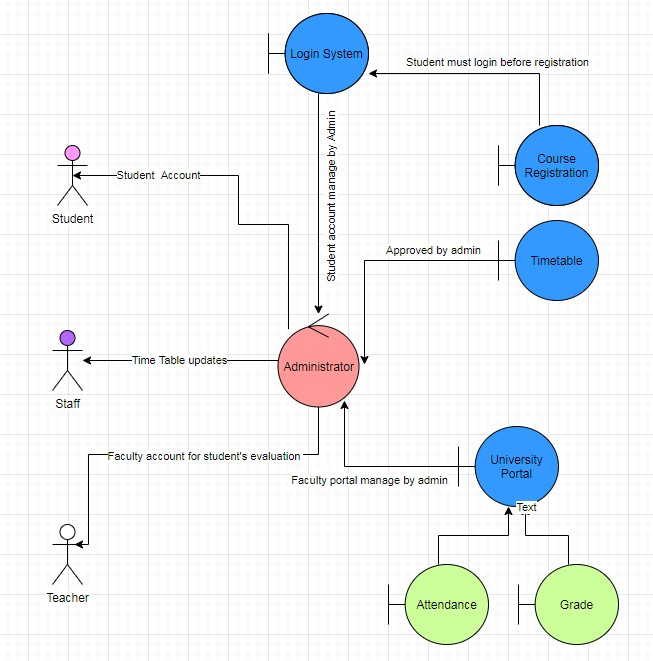 Login System
Student must login before registration
Student account manage by Admin
Course
Registration
Student Account
Student
Approved by admin
Timetable
Staff
Time Table updates
Administrator
Faculty account for student's evaluation
University
Portal
Faculty portal manage by admin
Text
Teacher
Attendance
Grade